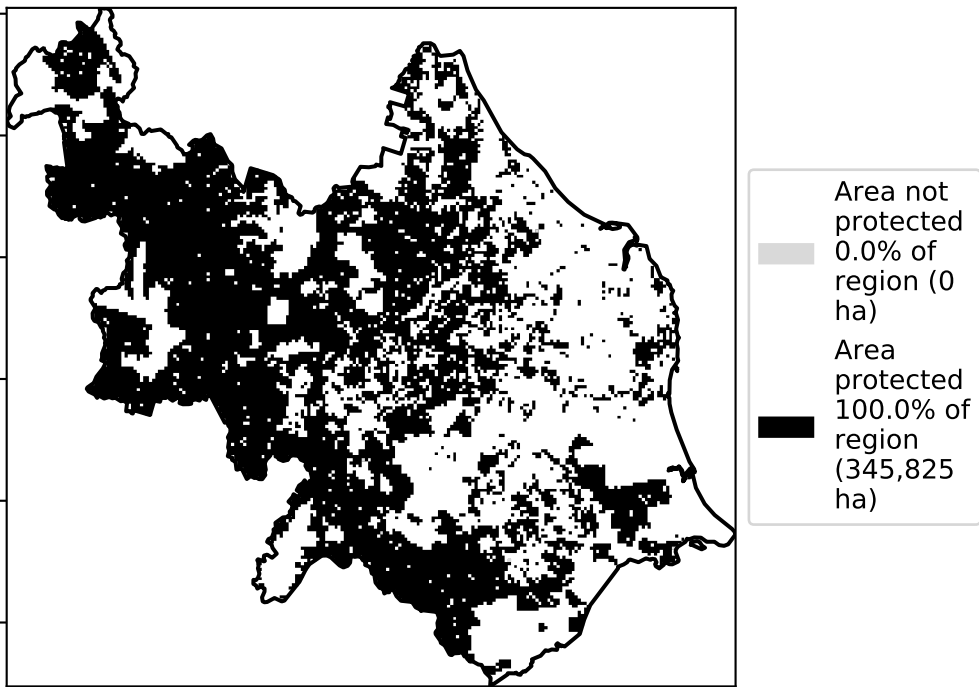 Area not
protected
0.0% of
region (0
ha)
Area
protected
100.0% of
region
(345,825
ha)